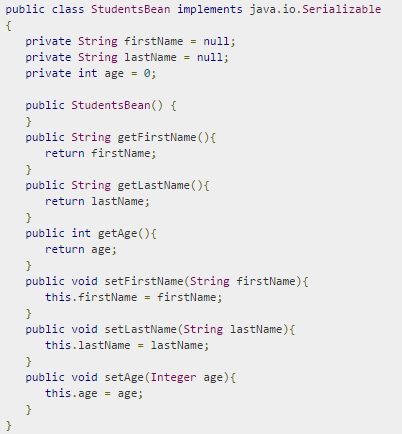 public class StudentsBean implements java.io.Serializable
{
   private String firstName = null;
   private String lastName = null;
   private int age = 0;

   public StudentsBean() {
   }
   public String getFirstName(){
      return firstName;
   }
   public String getLastName(){
      return lastName;
   }
   public int getAge(){
      return age;
   }
   public void setFirstName(String firstName){
      this.firstName = firstName;
   }
   public void setLastName(String lastName){
      this.lastName = lastName;
   }
   public void setAge(Integer age){
      this.age = age;
   }
}